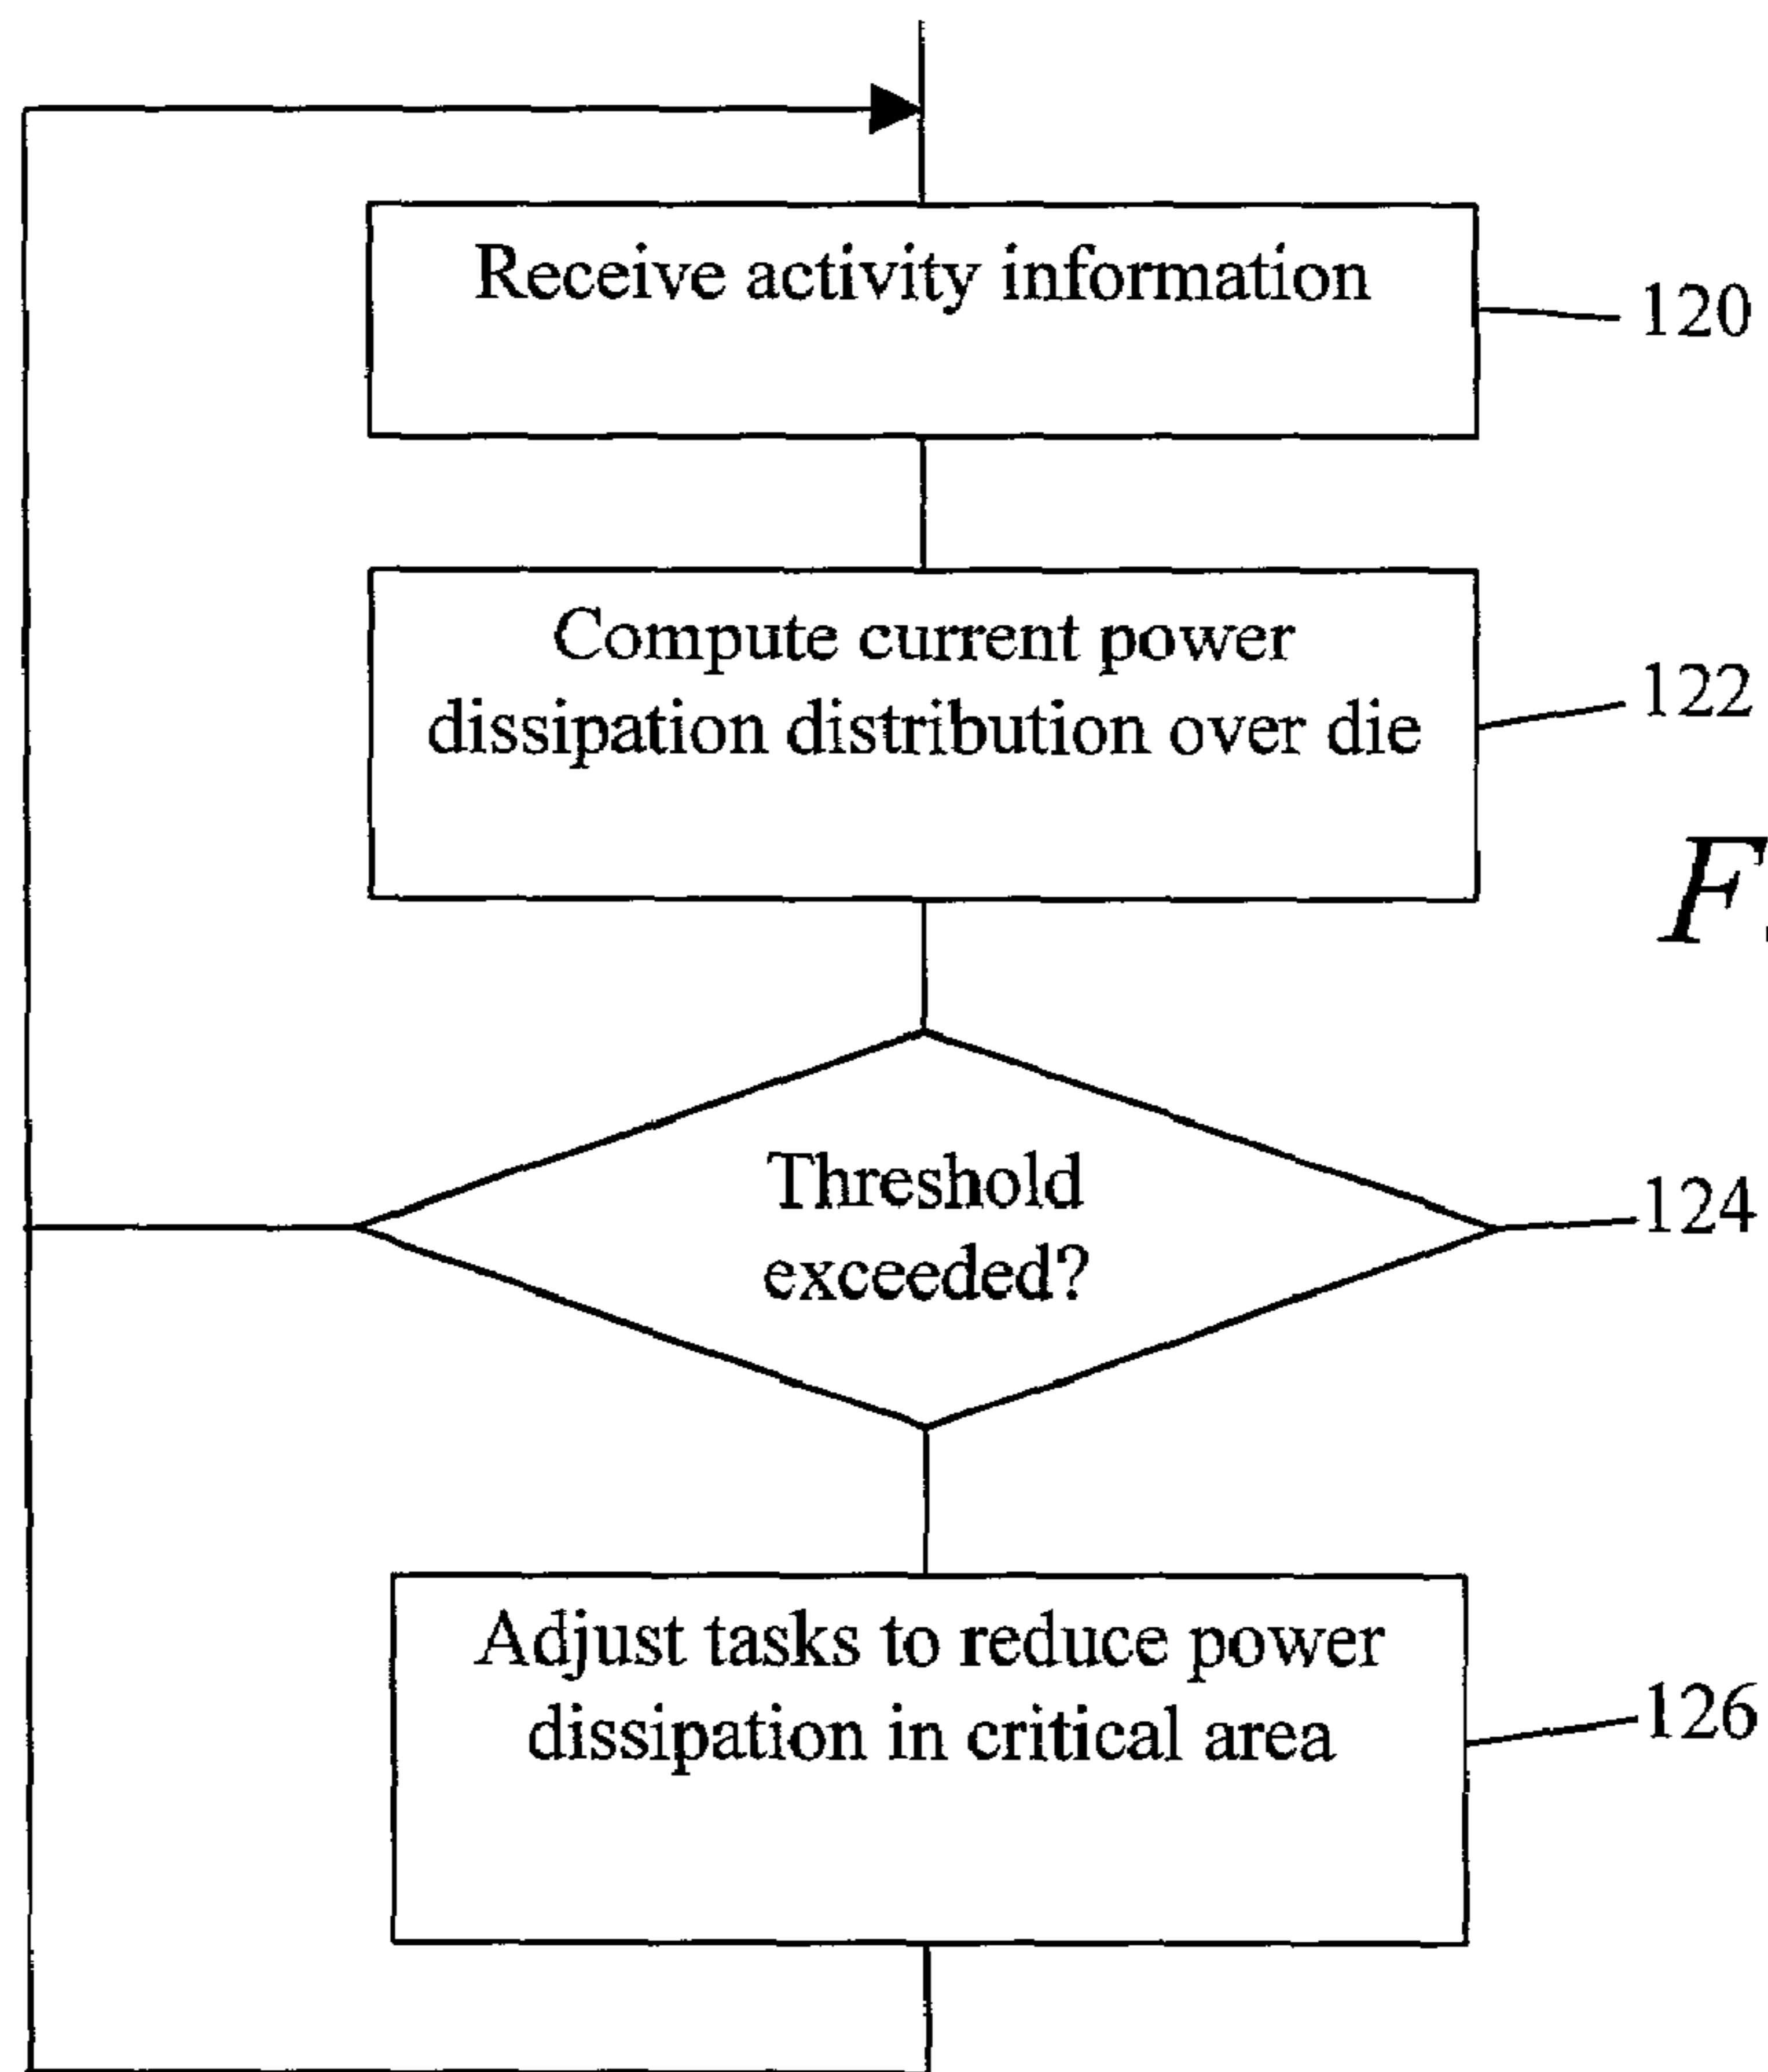 Receive activity information
120
Compute current power
dissipation distribution over die
122
F
Threshold
exceeded?
124
Adjust tasks to reduce power
dissipation in critical area
126